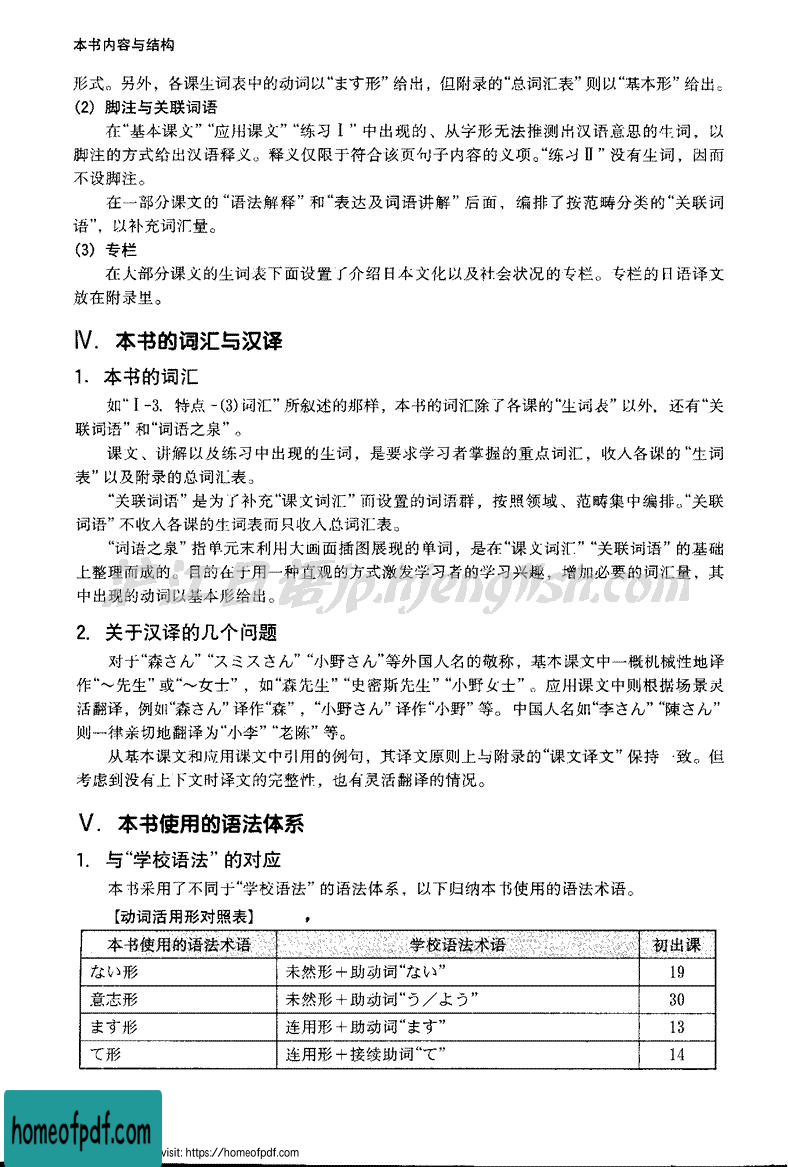 本书内容与结构
形式。另外，各课生词表中的动词以“ます形”给出，但附录的“总词汇表”则以“基本形”给出。
(2) 脚注与关联词语
在“基本课文”“应用课文”“练习Ⅰ”中出现的、从字形无法推测出汉语意思的生词，以
脚注的方式给出汉语释义。释义仅限于符合该页句子内容的义项。“练习Ⅱ”没有生词，因而
不设脚注。
在一部分课文的“语法解释”和“表达及词语讲解”后面，编排了按范畴分类的“关联词
语”，以补充词汇量。
(3) 专栏
在大部分课文的生词表下面设置了介绍日本文化以及社会状况的专栏。专栏的日语译文
放在附录里。
Ⅳ. 本书的词汇与汉译
1. 本书的词汇
如“Ⅰ-3. 特点-(3)词汇”所叙述的那样，本书的词汇除了各课的“生词表”以外，还有“关
联词语”和“词语之泉”。
课文、讲解以及练习中出现的生词，是要求学习者掌握的重点词汇，收入各课的“生词
表”以及附录的总词汇表。
“关联词语”是为了补充“课文词汇”而设置的词语群，按照领域、范畴集中编排。“关联
词语”不收入各课的生词表而只收入总词汇表。
“词语之泉”指单元末利用大画面插图展现的单词，是在“课文词汇”“关联词语”的基础
上整理而成的。目的在于用一种直观的方式激发学习者的学习兴趣，增加必要的词汇量，其
中出现的动词以基本形给出。
沪江日语jp.hjenglish.com
2. 关于汉译的几个问题
对于“森さん”“スミスさん”“小野さん”等外国人名的敬称，基本课文中一概机械性地译
作“～先生”或“～女士”，如“森先生”“史密斯先生”“小野女士”。应用课文中则根据场景灵
活翻译，例如“森さん”译作“森”，“小野さん”译作“小野”等。中国人名如“李さん”“陳さん”
则一律亲切地翻译为“小李”“老陈”等。
从基本课文和应用课文中引用的例句，其译文原则上与附录的“课文译文”保持一致。但
考虑到没有上下文时译文的完整性，也有灵活翻译的情况。
Ⅴ. 本书使用的语法体系
1. 与“学校语法”的对应
本书采用了不同于“学校语法”的语法体系，以下归纳本书使用的语法术语。
【动词活用形对照表】
本书使用的语法术语 学校语法术语 初出课
ない形 未然形＋助动词“ない” 19
意志形 未然形＋助动词“う／よう” 30
ます形 连用形＋助动词“ます” 13
て形 连用形＋接续助词“て” 14
homeofpdf.com
visit: https://homeofpdf.com